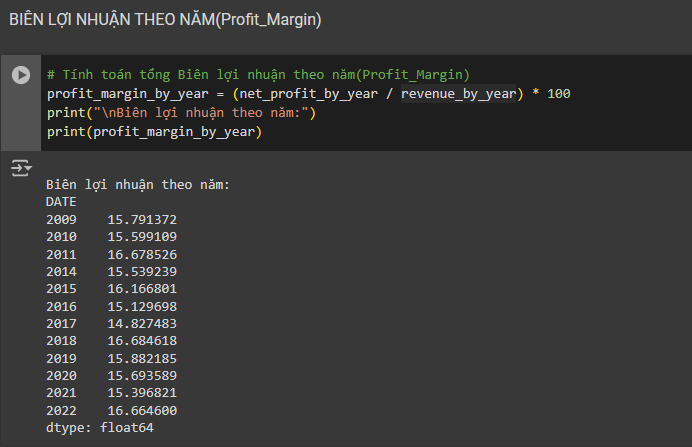 BIÊN LỢI NHUẬN THEO NĂM(Profit_Margin)
# Tính toán tổng Biên lợi nhuận theo năm(Profit_Margin)
profit_margin_by_year = (net_profit_by_year / revenue_by_year) * 100
print("\nBiên lợi nhuận theo năm:")
print(profit_margin_by_year)
Biên lợi nhuận theo năm:
DATE
2009    15.791372
2010    15.599109
2011    16.678526
2014    15.539239
2015    16.166801
2016    15.129698
2017    14.827483
2018    16.684618
2019    15.882185
2020    15.693589
2021    15.396821
2022    16.664600
dtype: float64